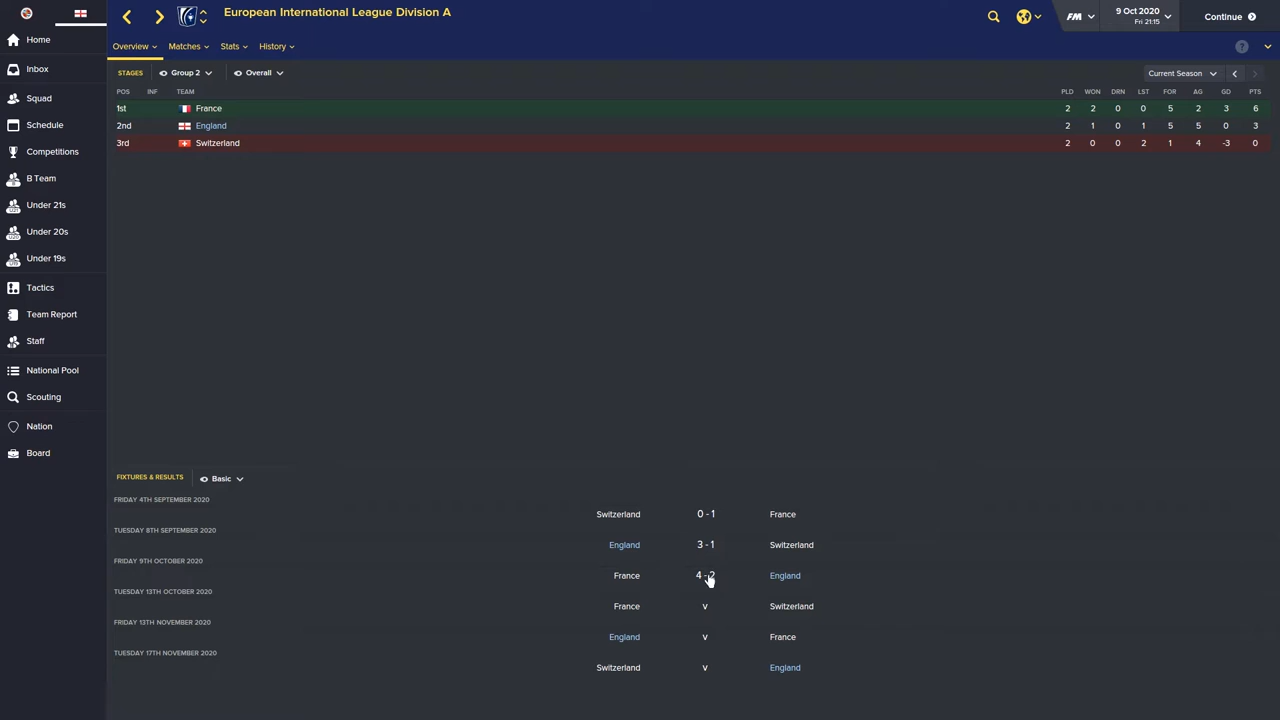 European International League Division A
FM
9 Oct 2020
Fri 21:15
Continue
Home
Inbox
Squad
Schedule
Competitions
B Team
Under 21s
Under 20s
Under 19s
Tactics
Team Report
Staff
National Pool
Scouting
Nation
Board
Overview Matches Stats History ?
STAGES Group 2 Overall Current Season
POS INF TEAM PLD WON DRN LST FOR AG GD PTS
1st France 2 2 0 0 5 2 3 6
2nd England 2 1 0 1 5 5 0 3
3rd Switzerland 2 0 0 2 1 4 -3 0
FIXTURES & RESULTS Basic
FRIDAY 4TH SEPTEMBER 2020
Switzerland 0 - 1 France
TUESDAY 8TH SEPTEMBER 2020
England 3 - 1 Switzerland
FRIDAY 9TH OCTOBER 2020
France 4 - 2 England
TUESDAY 13TH OCTOBER 2020
France v Switzerland
FRIDAY 13TH NOVEMBER 2020
England v France
TUESDAY 17TH NOVEMBER 2020
Switzerland v England